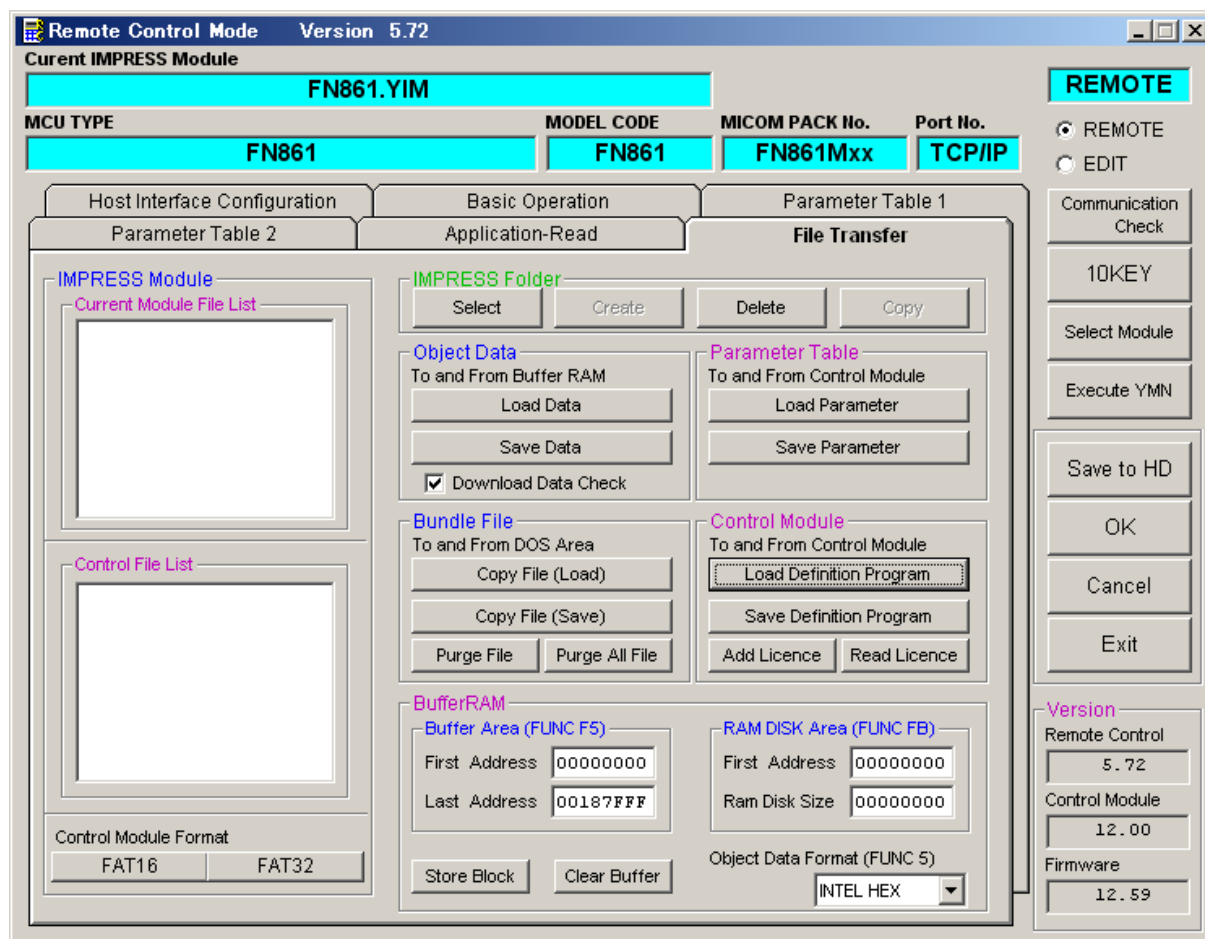 Remote Control Mode Version 5.72
Curent IMPRESS Module
FN861.YIM
REMOTE
MCU TYPE
MODEL CODE
MICOM PACK No.
Port No.
FN861
FN861
FN861Mxx
TCP/IP
REMOTE
EDIT
Host Interface Configuration
Basic Operation
Parameter Table 1
Parameter Table 2
Application-Read
File Transfer
Communication
Check
10KEY
Select Module
Execute YMN
Save to HD
OK
Cancel
Exit
IMPRESS Module
Current Module File List
Control File List
Control Module Format
FAT16
FAT32
IMPRESS Folder
Select
Create
Delete
Copy
Object Data
To and From Buffer RAM
Load Data
Save Data
Download Data Check
Parameter Table
To and From Control Module
Load Parameter
Save Parameter
Bundle File
To and From DOS Area
Copy File (Load)
Copy File (Save)
Purge File
Purge All File
Control Module
To and From Control Module
Load Definition Program
Save Definition Program
Add Licence
Read Licence
BufferRAM
Buffer Area (FUNC F5)
First Address 00000000
Last Address 00187FFF
RAM DISK Area (FUNC FB)
First Address 00000000
Ram Disk Size 00000000
Store Block
Clear Buffer
Object Data Format (FUNC 5)
INTEL HEX
Version
Remote Control
5.72
Control Module
12.00
Firmware
12.59